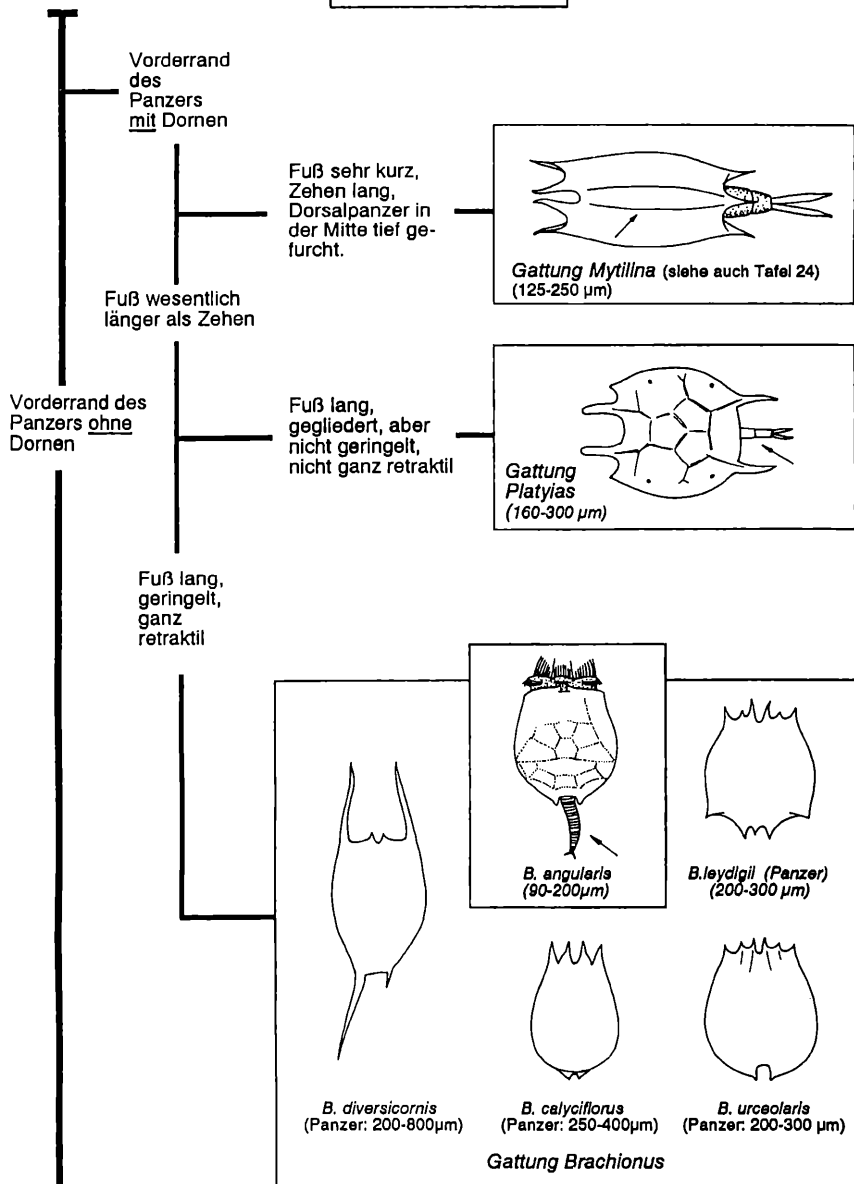 Vorderrand
des
Panzers
mit Dornen
Fuß sehr kurz,
Zehen lang,
Dorsalpanzer in
der Mitte tief ge-
furcht.
Gattung Mytilina (siehe auch Tafel 24)
(125-250 µm)
Fuß wesentlich
länger als Zehen
Vorderrand des
Panzers ohne
Dornen
Fuß lang,
gegliedert, aber
nicht geringelt,
nicht ganz retraktil
Gattung
Platyias
(160-300 µm)
Fuß lang,
geringelt,
ganz
retraktil
B. angularis
(90-200µm)
B.leydigii (Panzer)
(200-300 µm)
B. diversicornis
(Panzer: 200-800µm)
B. calyciflorus
(Panzer: 250-400µm)
B. urceolaris
(Panzer: 200-300 µm)
Gattung Brachionus